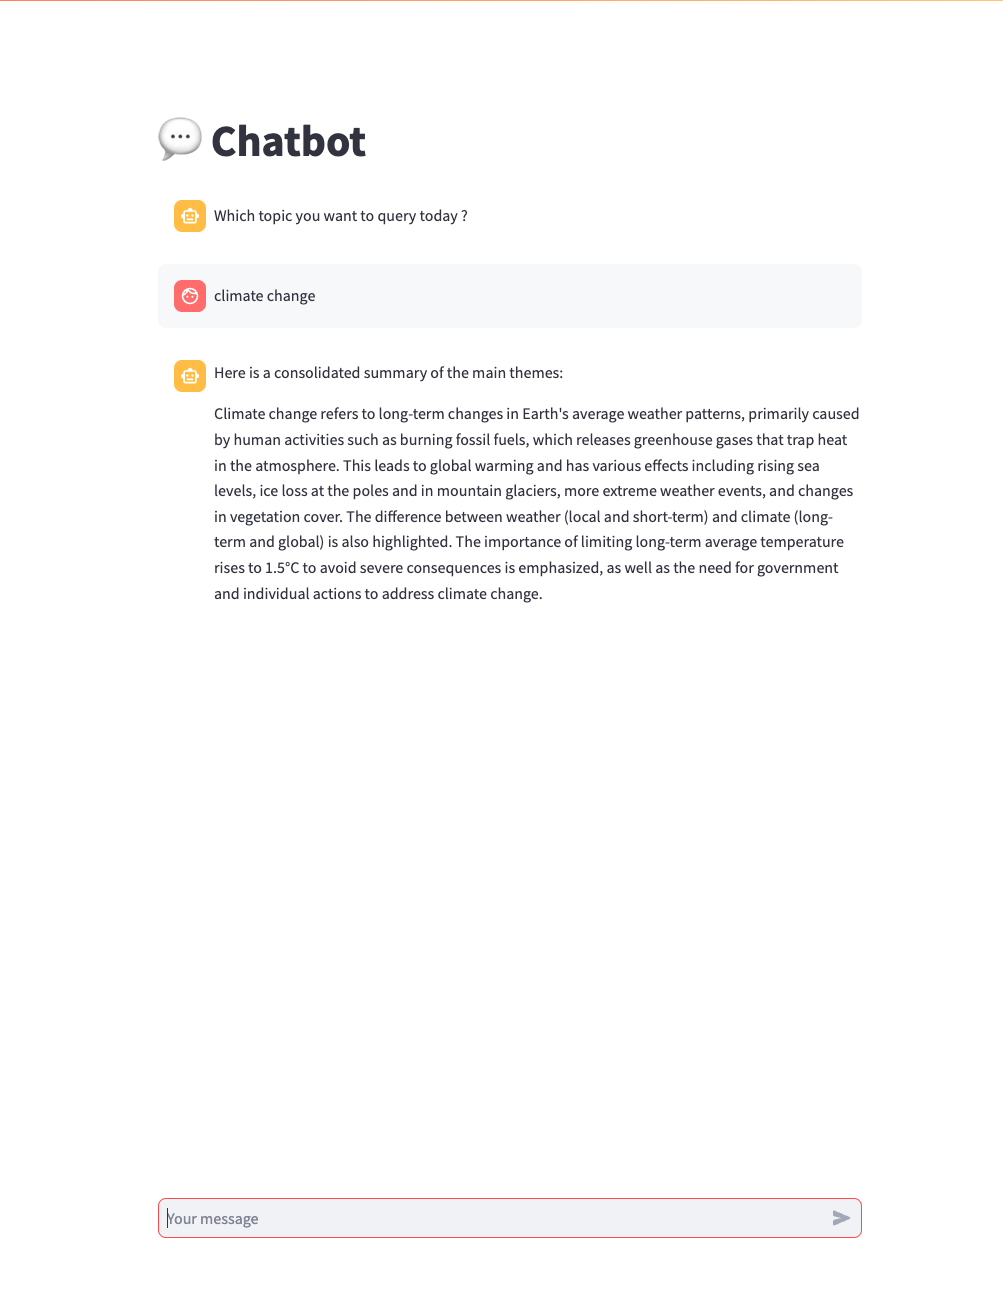 Chatbot
Which topic you want to query today ?
climate change
Here is a consolidated summary of the main themes:
Climate change refers to long-term changes in Earth's average weather patterns, primarily caused
by human activities such as burning fossil fuels, which releases greenhouse gases that trap heat
in the atmosphere. This leads to global warming and has various effects including rising sea
levels, ice loss at the poles and in mountain glaciers, more extreme weather events, and changes
in vegetation cover. The difference between weather (local and short-term) and climate (long-
term and global) is also highlighted. The importance of limiting long-term average temperature
rises to 1.5°C to avoid severe consequences is emphasized, as well as the need for government
and individual actions to address climate change.
Your message